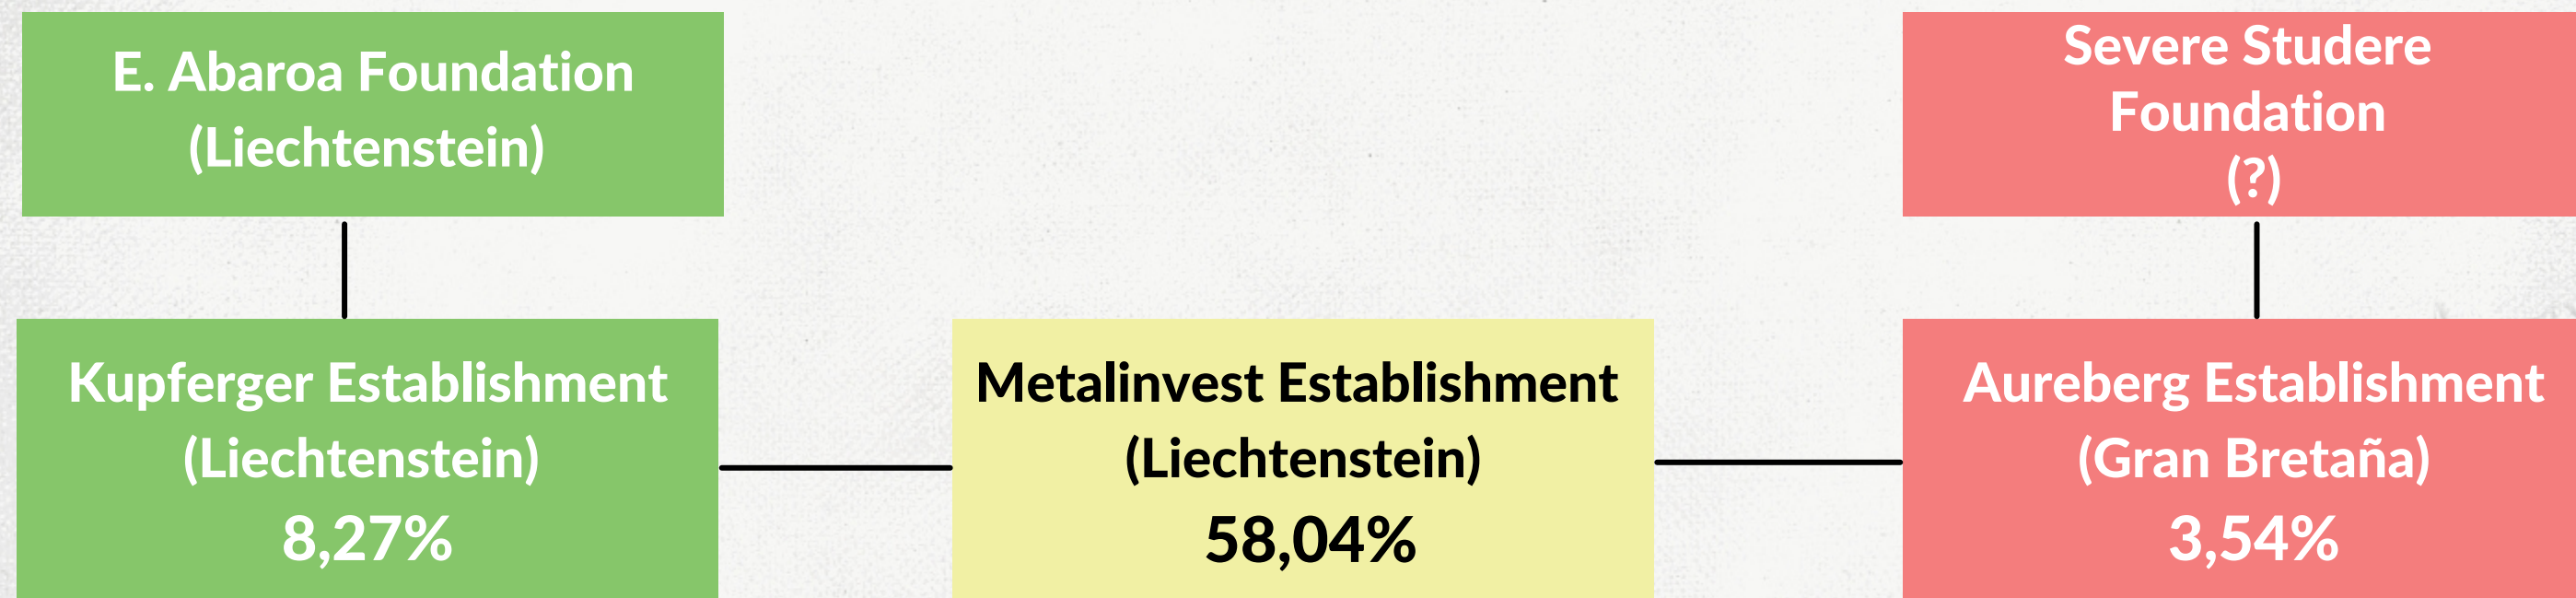 E. Abaroa Foundation
(Liechtenstein)
Severe Studere
Foundation
(?)
Kupferger Establishment
(Liechtenstein)
8,27%
Metalinvest Establishment
(Liechtenstein)
58,04%
Aureberg Establishment
(Gran Bretaña)
3,54%